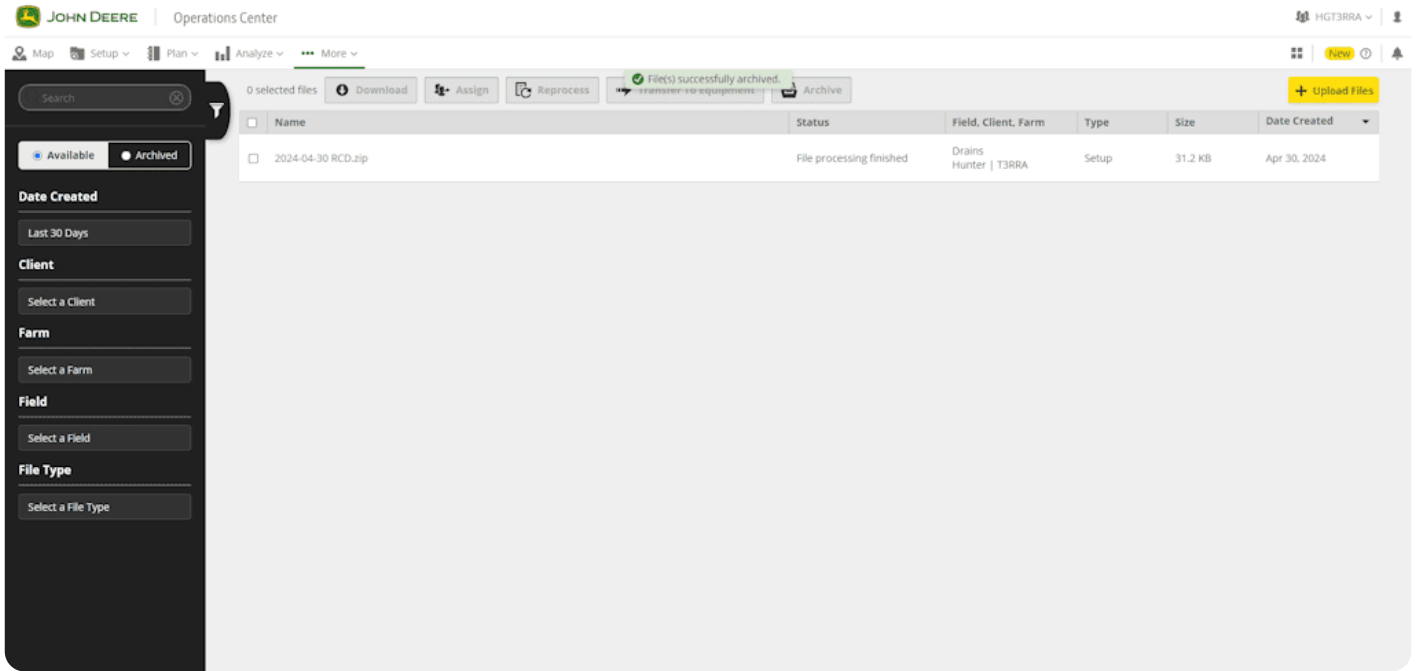 JOHN DEERE Operations Center HGT3RRA
Map Setup Plan Analyze More New
Search
Available Archived
Date Created
Last 30 Days
Client
Select a Client
Farm
Select a Farm
Field
Select a Field
File Type
Select a File Type
File(s) successfully archived.
0 selected files Download Assign Reprocess Transfer To Equipment Archive + Upload Files
Name Status Field, Client, Farm Type Size Date Created
2024-04-30 RCD.zip File processing finished Drains Setup 31.2 KB Apr 30, 2024
Hunter | T3RRA